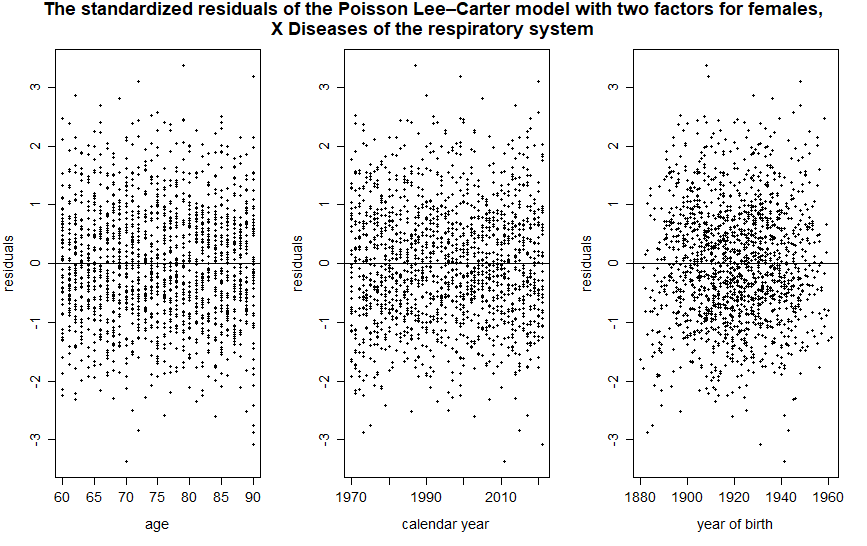 The standardized residuals of the Poisson Lee–Carter model with two factors for females,
X Diseases of the respiratory system
residuals
3
2
1
0
-1
-2
-3
60 65 70 75 80 85 90
age
residuals
3
2
1
0
-1
-2
-3
1970 1990 2010
calendar year
residuals
3
2
1
0
-1
-2
-3
1880 1900 1920 1940 1960
year of birth